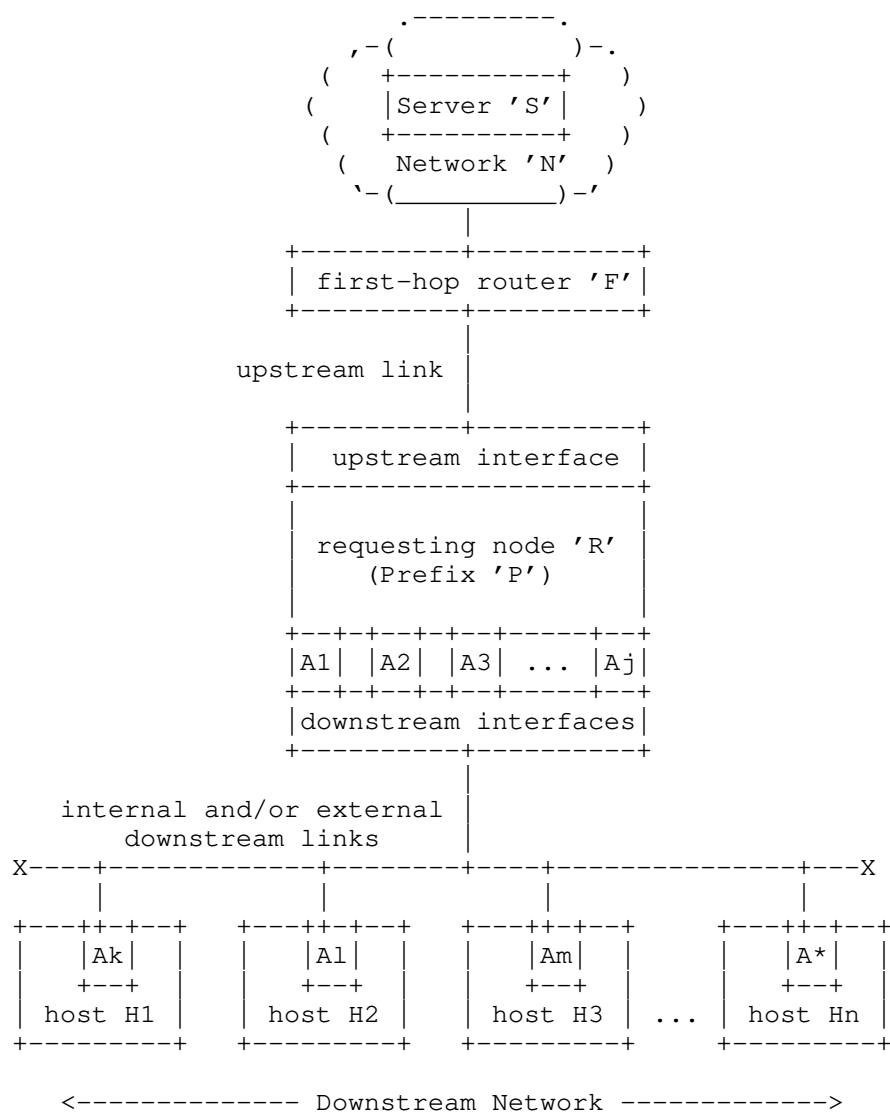 Server 'S'
Network 'N'
first-hop router 'F'
upstream link
upstream interface
requesting node 'R'
(Prefix 'P')
A1 A2 A3 ... Aj
downstream interfaces
internal and/or external
downstream links
X X
Ak Al Am A*
host H1 host H2 host H3 ... host Hn
<-------------- Downstream Network ------------->